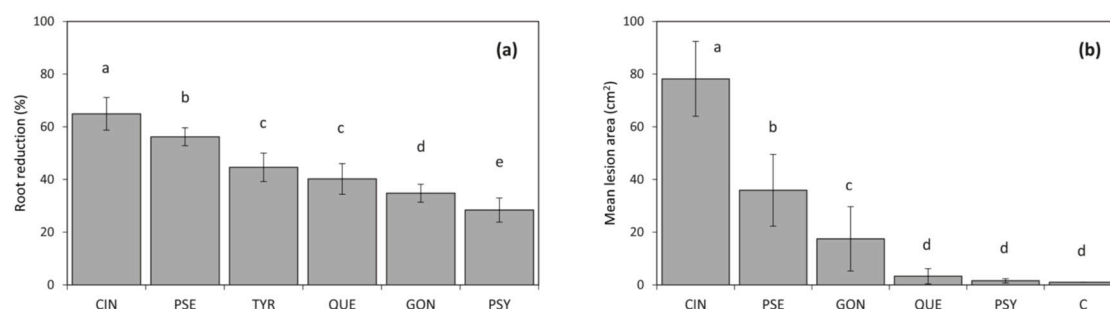 100
80
60
40
20
0
Root reduction (%)
(a)
a
b
c
c
d
e
CIN PSE TYR QUE GON PSY
100
80
60
40
20
0
Mean lesion area (cm²)
(b)
a
b
c
d
d
d
CIN PSE GON QUE PSY C